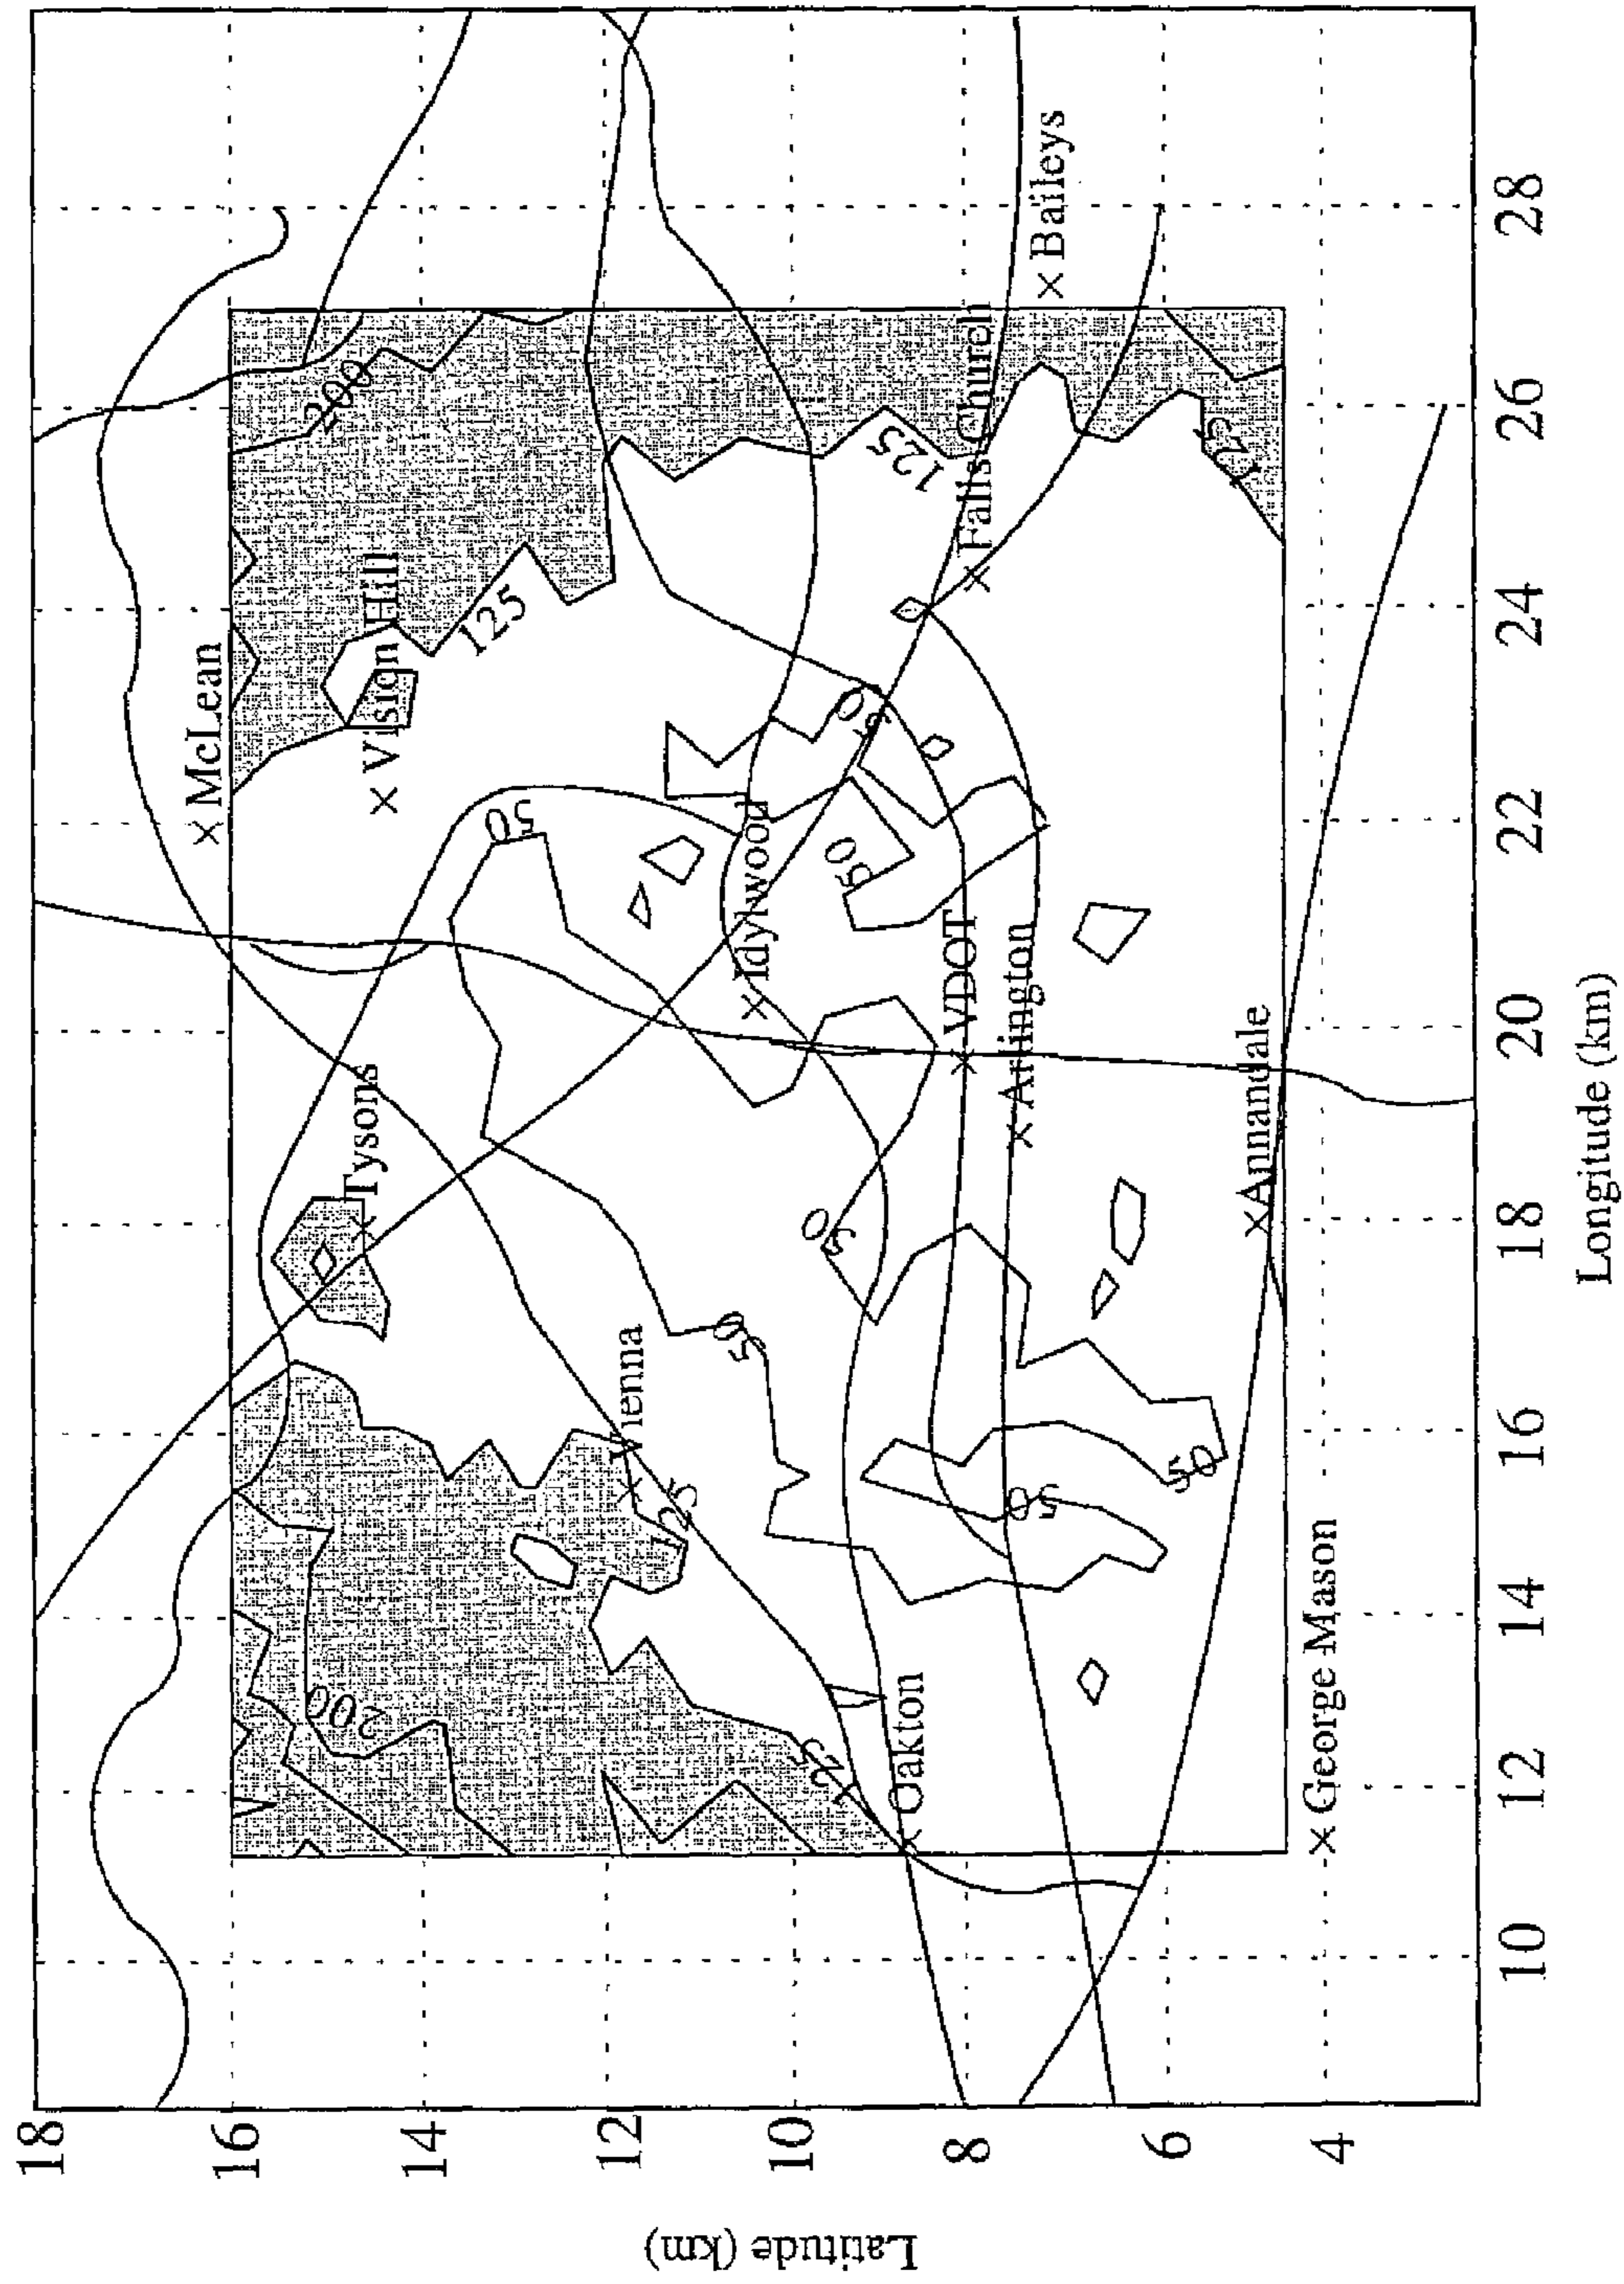 18
16
14
12
10
8
6
4
Latitude (km)
10
12
14
16
18
20
22
24
26
28
Longitude (km)
McLean
Vision Hill
Tysons
Vienna
Idylwood
Falls Church
Baileys
VDOT
Arlington
Annandale
Oakton
George Mason
200
125
125
125
50
50
50
50
50
50
50
200
125
125